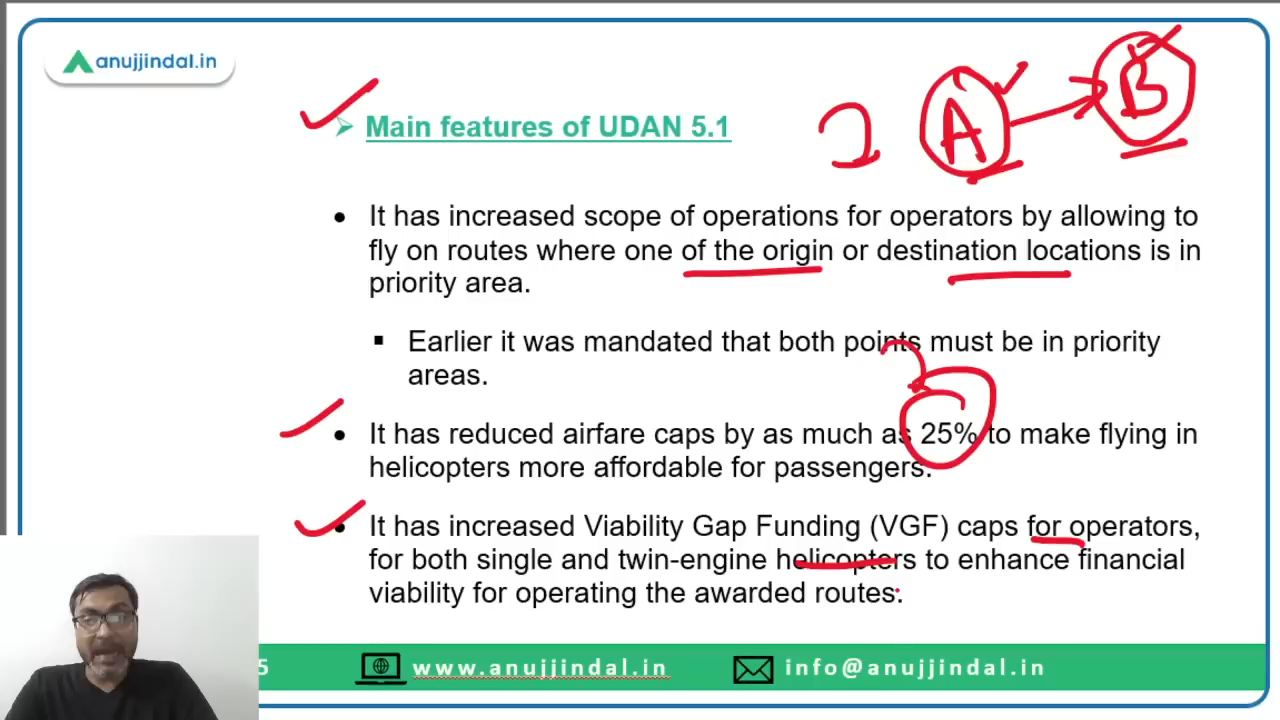 anujjindal.in
Main features of UDAN 5.1
A
B
It has increased scope of operations for operators by allowing to
fly on routes where one of the origin or destination locations is in
priority area.
Earlier it was mandated that both points must be in priority
areas.
It has reduced airfare caps by as much as 25% to make flying in
helicopters more affordable for passengers.
It has increased Viability Gap Funding (VGF) caps for operators,
for both single and twin-engine helicopters to enhance financial
viability for operating the awarded routes.
5
www.anujjindal.in
info@anujjindal.in